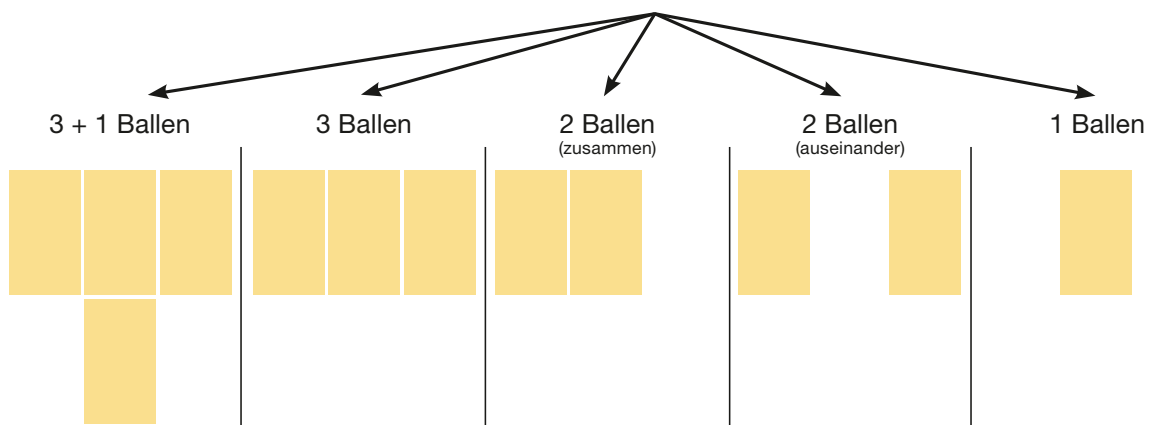 3 + 1 Ballen
3 Ballen
2 Ballen
(zusammen)
2 Ballen
(auseinander)
1 Ballen